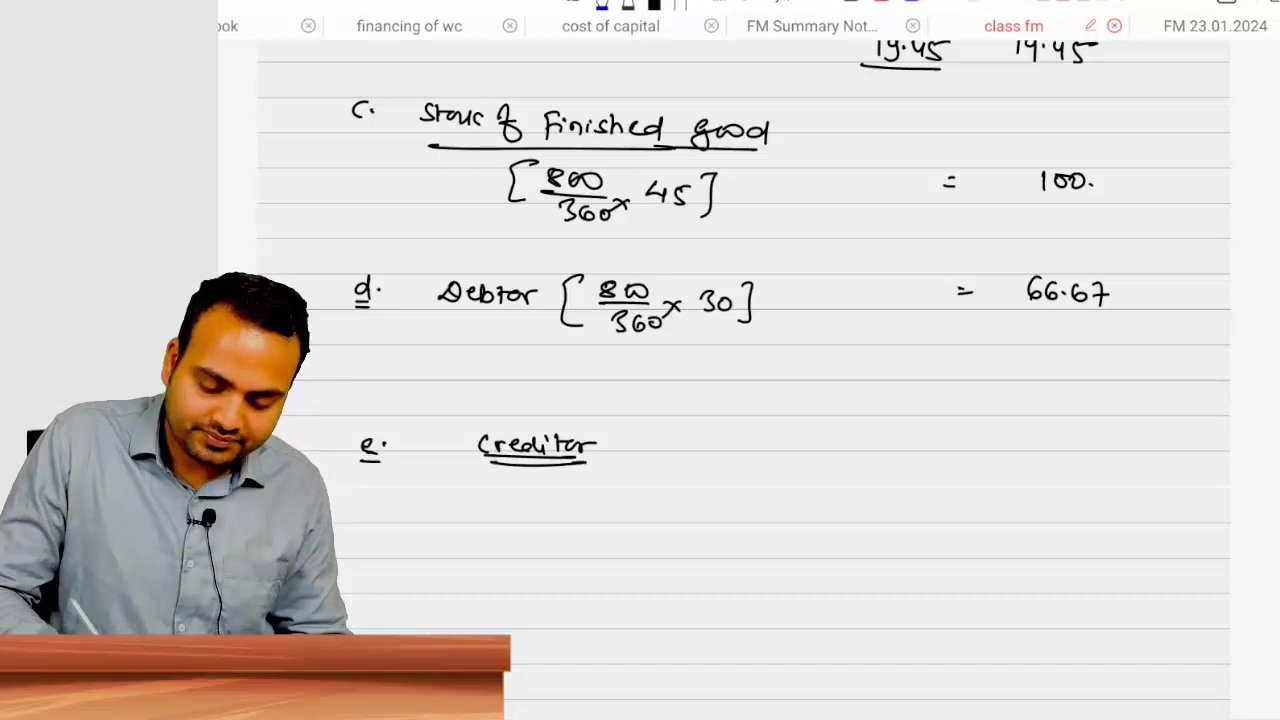 ok financing of wc cost of capital FM Summary Not... class fm FM 23.01.2024
19.45 19.45
c. Stock of Finished good
[800/360 × 45] = 100.
d. Debtor [800/360 × 30] = 66.67
e. Creditor